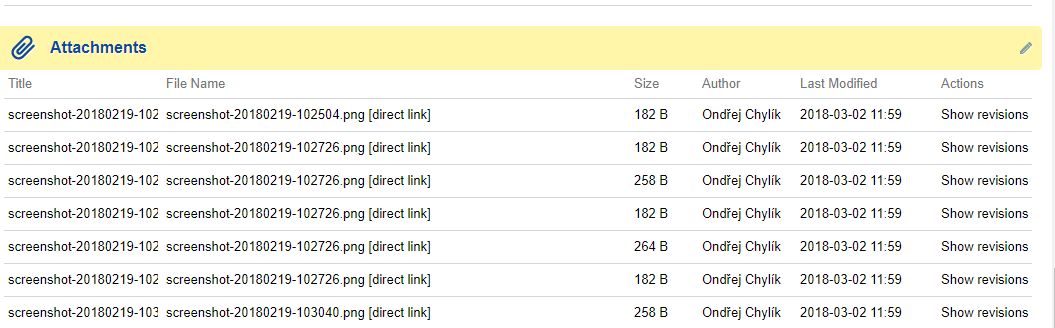 Attachments
Title File Name Size Author Last Modified Actions
screenshot-20180219-102 screenshot-20180219-102504.png [direct link] 182 B Ondřej Chylík 2018-03-02 11:59 Show revisions
screenshot-20180219-102 screenshot-20180219-102726.png [direct link] 182 B Ondřej Chylík 2018-03-02 11:59 Show revisions
screenshot-20180219-102 screenshot-20180219-102726.png [direct link] 258 B Ondřej Chylík 2018-03-02 11:59 Show revisions
screenshot-20180219-102 screenshot-20180219-102726.png [direct link] 182 B Ondřej Chylík 2018-03-02 11:59 Show revisions
screenshot-20180219-102 screenshot-20180219-102726.png [direct link] 264 B Ondřej Chylík 2018-03-02 11:59 Show revisions
screenshot-20180219-102 screenshot-20180219-102726.png [direct link] 182 B Ondřej Chylík 2018-03-02 11:59 Show revisions
screenshot-20180219-103 screenshot-20180219-103040.png [direct link] 258 B Ondřej Chylík 2018-03-02 11:59 Show revisions